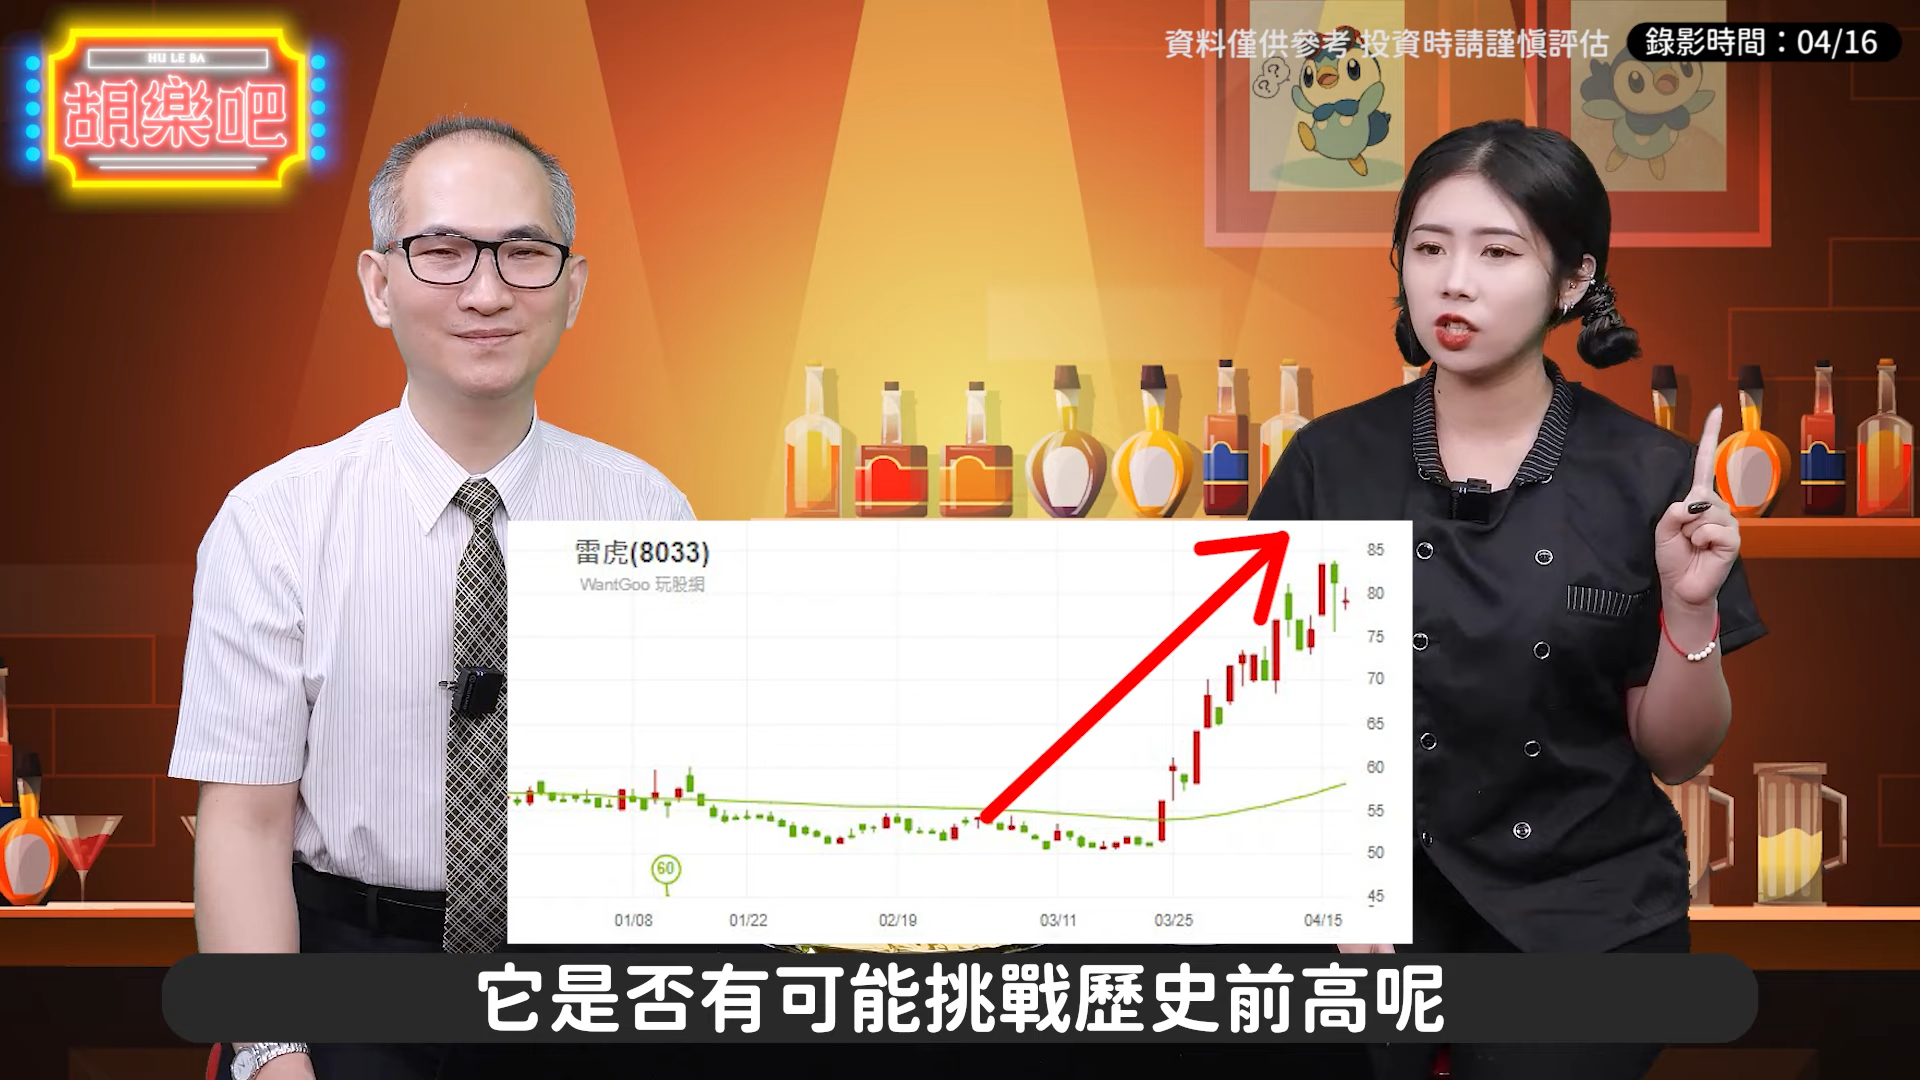 HU LE BA
胡樂吧
資料僅供參考 投資時請謹慎評估
錄影時間：04/16
雷虎(8033)
WantGoo 玩股網
85
80
75
70
65
60
55
50
45
60
01/08 01/22 02/19 03/11 03/25 04/15
它是否有可能挑戰歷史前高呢